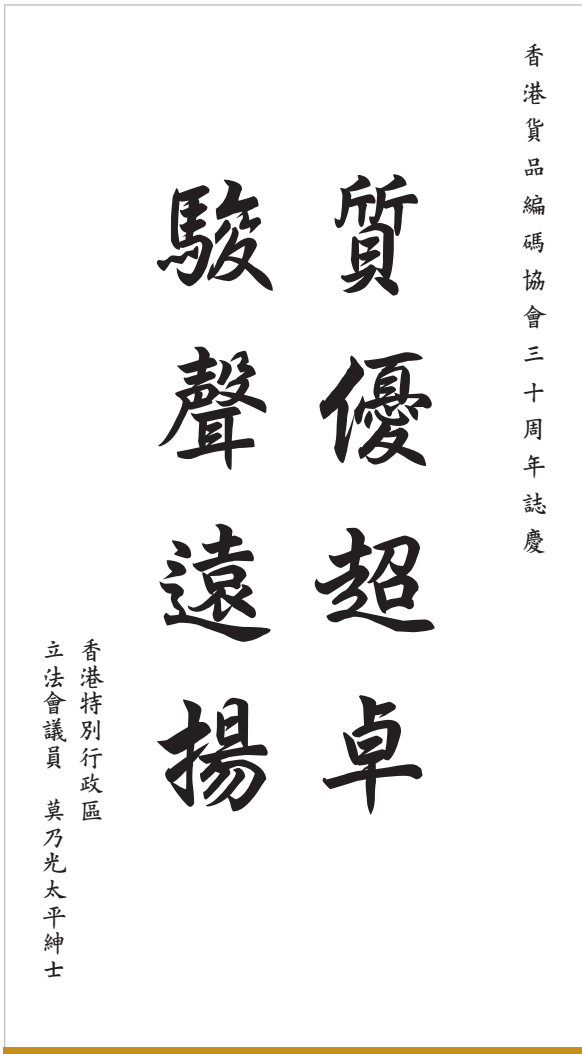 香港貨品編碼協會三十周年誌慶
質優超卓
駿聲遠揚
香港特別行政區
立法會議員　莫乃光太平紳士